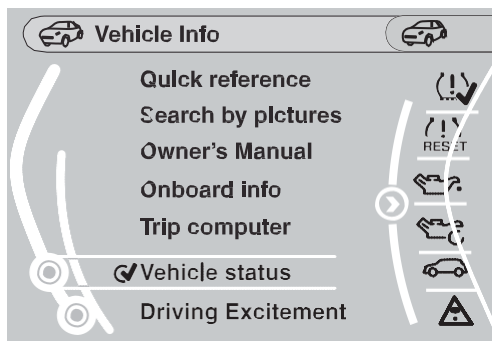 Vehicle Info
Quick reference
Search by pictures
Owner's Manual
Onboard info
Trip computer
Vehicle status
Driving Excitement
RESET